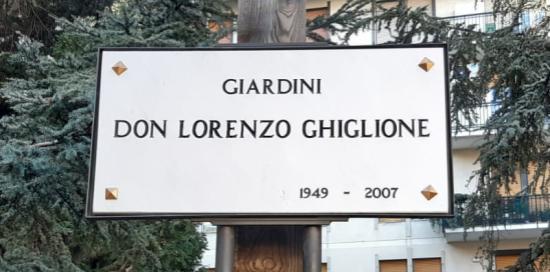 GIARDINI
DON LORENZO GHIGLIONE
1949 - 2007